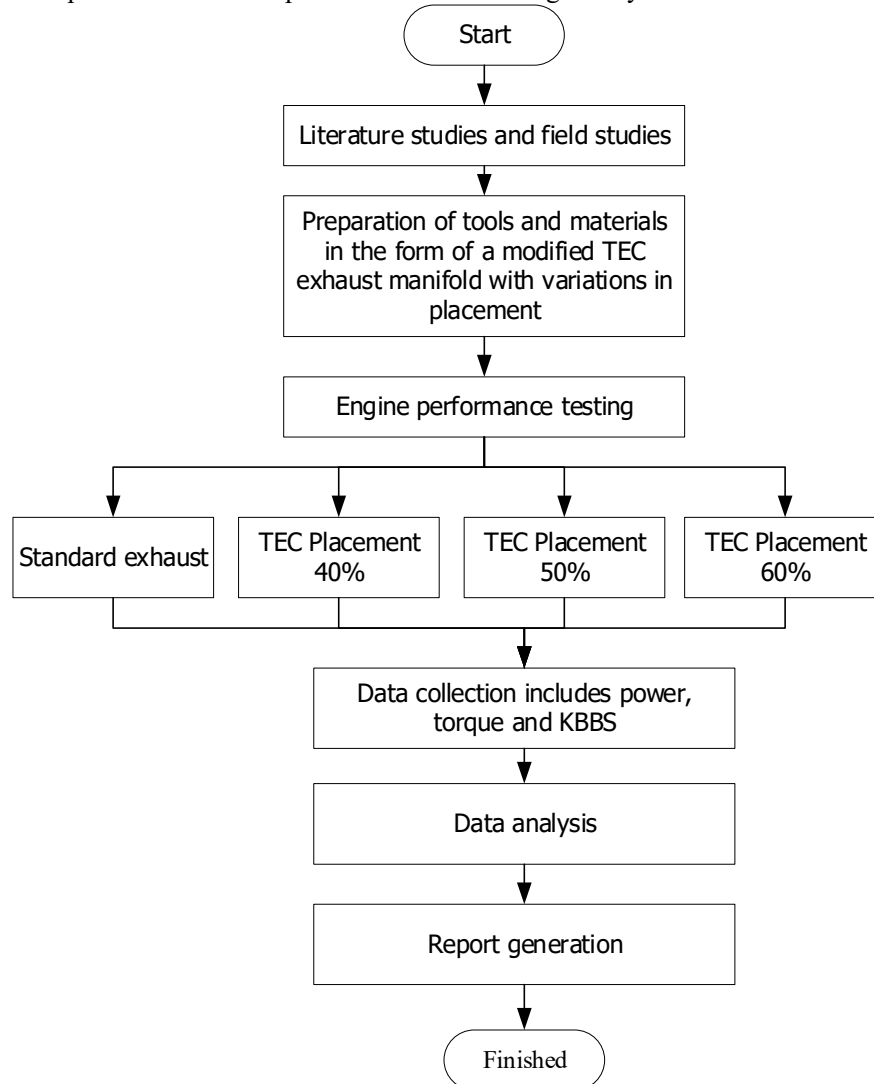 Start
Literature studies and field studies
Preparation of tools and materials
in the form of a modified TEC
exhaust manifold with variations in
placement
Engine performance testing
Standard exhaust
TEC Placement
40%
TEC Placement
50%
TEC Placement
60%
Data collection includes power,
torque and KBBS
Data analysis
Report generation
Finished